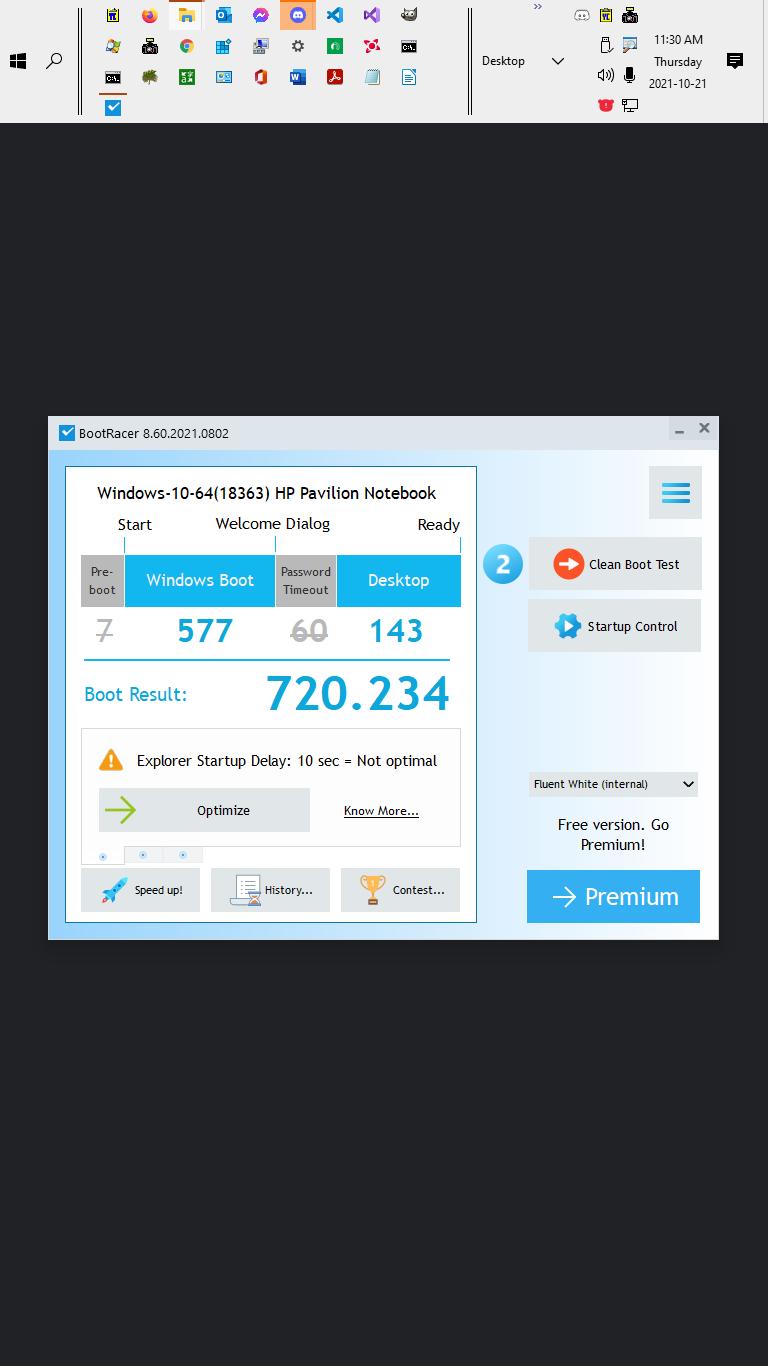 »
11:30 AM
Desktop
Thursday
2021-10-21
BootRacer 8.60.2021.0802
Windows-10-64(18363) HP Pavilion Notebook
Start
Welcome Dialog
Ready
Pre-
boot
Windows Boot
Password
Timeout
Desktop
7
577
60
143
Boot Result:
720.234
Explorer Startup Delay: 10 sec = Not optimal
Optimize
Know More...
Speed up!
History...
Contest...
2
Clean Boot Test
Startup Control
Fluent White (internal)
Free version. Go
Premium!
Premium